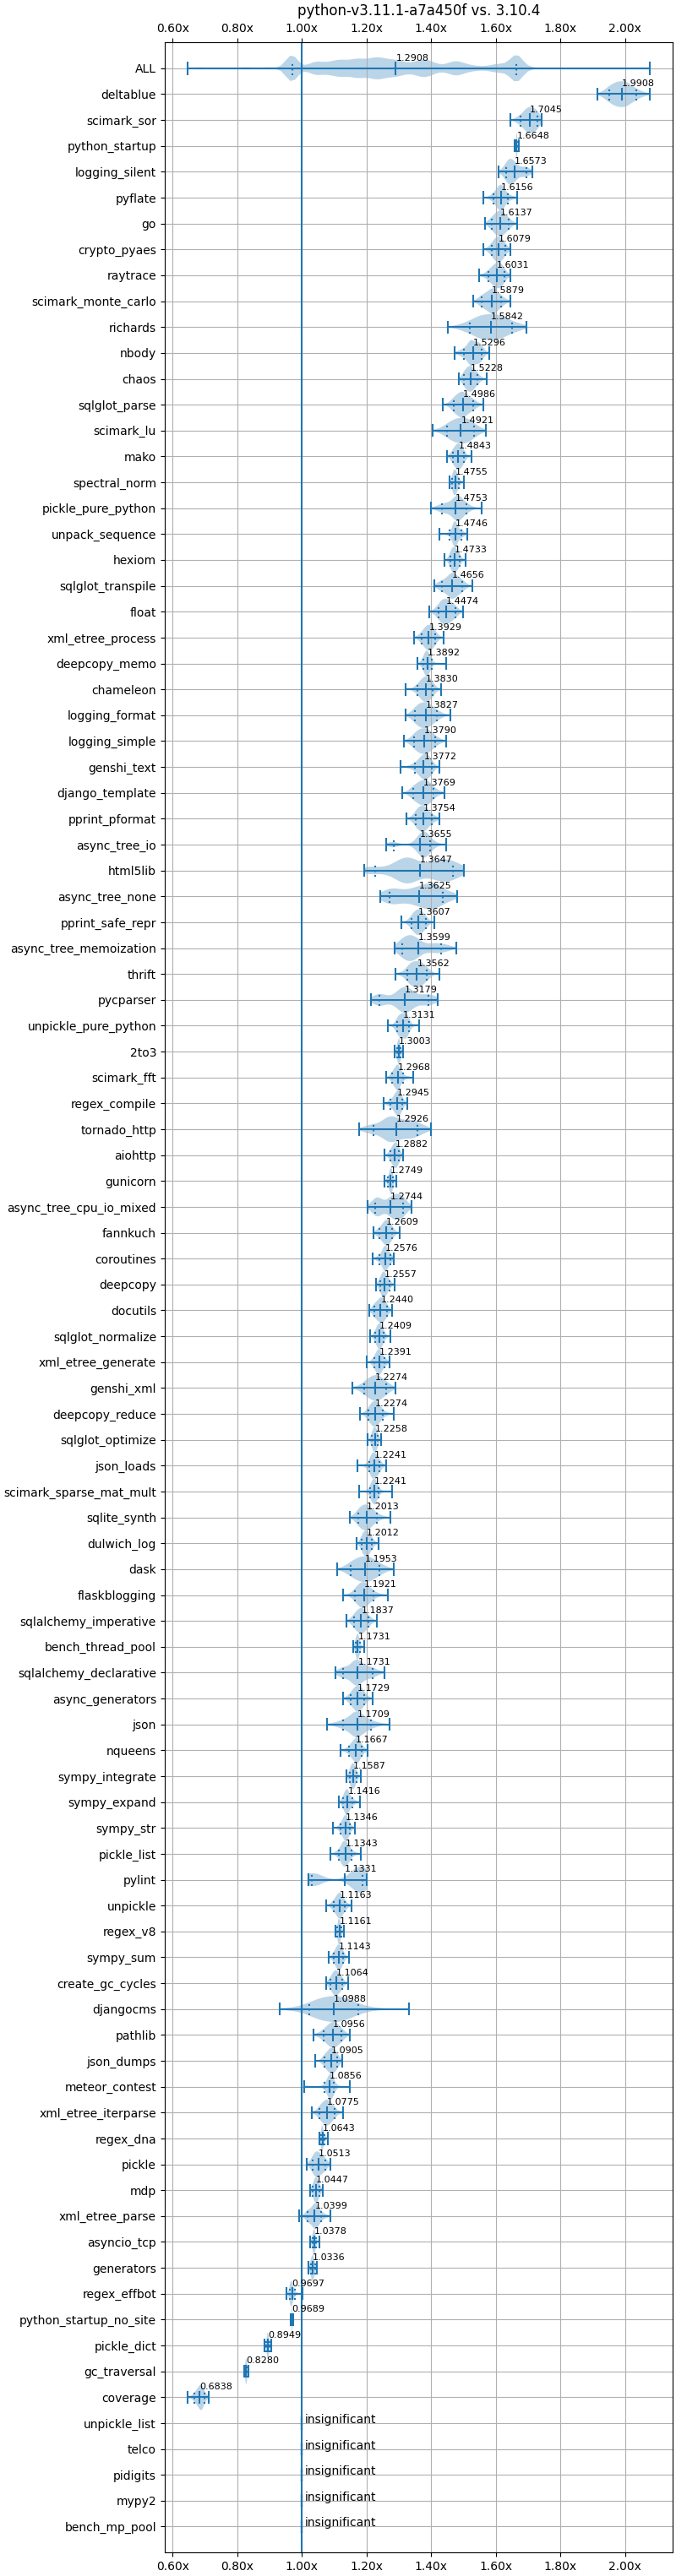 python-v3.11.1-a7a450f vs. 3.10.4
0.60x 0.80x 1.00x 1.20x 1.40x 1.60x 1.80x 2.00x
ALL 1.2908
deltablue 1.9908
scimark_sor 1.7045
python_startup 1.6648
logging_silent 1.6573
pyflate 1.6156
go 1.6137
crypto_pyaes 1.6079
raytrace 1.6031
scimark_monte_carlo 1.5879
richards 1.5842
nbody 1.5296
chaos 1.5228
sqlglot_parse 1.4986
scimark_lu 1.4921
mako 1.4843
spectral_norm 1.4755
pickle_pure_python 1.4753
unpack_sequence 1.4746
hexiom 1.4733
sqlglot_transpile 1.4656
float 1.4474
xml_etree_process 1.3929
deepcopy_memo 1.3892
chameleon 1.3830
logging_format 1.3827
logging_simple 1.3790
genshi_text 1.3772
django_template 1.3769
pprint_pformat 1.3754
async_tree_io 1.3655
html5lib 1.3647
async_tree_none 1.3625
pprint_safe_repr 1.3607
async_tree_memoization 1.3599
thrift 1.3562
pycparser 1.3179
unpickle_pure_python 1.3131
2to3 1.3003
scimark_fft 1.2968
regex_compile 1.2945
tornado_http 1.2926
aiohttp 1.2882
gunicorn 1.2749
async_tree_cpu_io_mixed 1.2744
fannkuch 1.2609
coroutines 1.2576
deepcopy 1.2557
docutils 1.2440
sqlglot_normalize 1.2409
xml_etree_generate 1.2391
genshi_xml 1.2274
deepcopy_reduce 1.2274
sqlglot_optimize 1.2258
json_loads 1.2241
scimark_sparse_mat_mult 1.2241
sqlite_synth 1.2013
dulwich_log 1.2012
dask 1.1953
flaskblogging 1.1921
sqlalchemy_imperative 1.1837
bench_thread_pool 1.1731
sqlalchemy_declarative 1.1731
async_generators 1.1729
json 1.1709
nqueens 1.1667
sympy_integrate 1.1587
sympy_expand 1.1416
sympy_str 1.1346
pickle_list 1.1343
pylint 1.1331
unpickle 1.1163
regex_v8 1.1161
sympy_sum 1.1143
create_gc_cycles 1.1064
djangocms 1.0988
pathlib 1.0956
json_dumps 1.0905
meteor_contest 1.0856
xml_etree_iterparse 1.0775
regex_dna 1.0643
pickle 1.0513
mdp 1.0447
xml_etree_parse 1.0399
asyncio_tcp 1.0378
generators 1.0336
regex_effbot 0.9697
python_startup_no_site 0.9689
pickle_dict 0.8949
gc_traversal 0.8280
coverage 0.6838
unpickle_list insignificant
telco insignificant
pidigits insignificant
mypy2 insignificant
bench_mp_pool insignificant
0.60x 0.80x 1.00x 1.20x 1.40x 1.60x 1.80x 2.00x